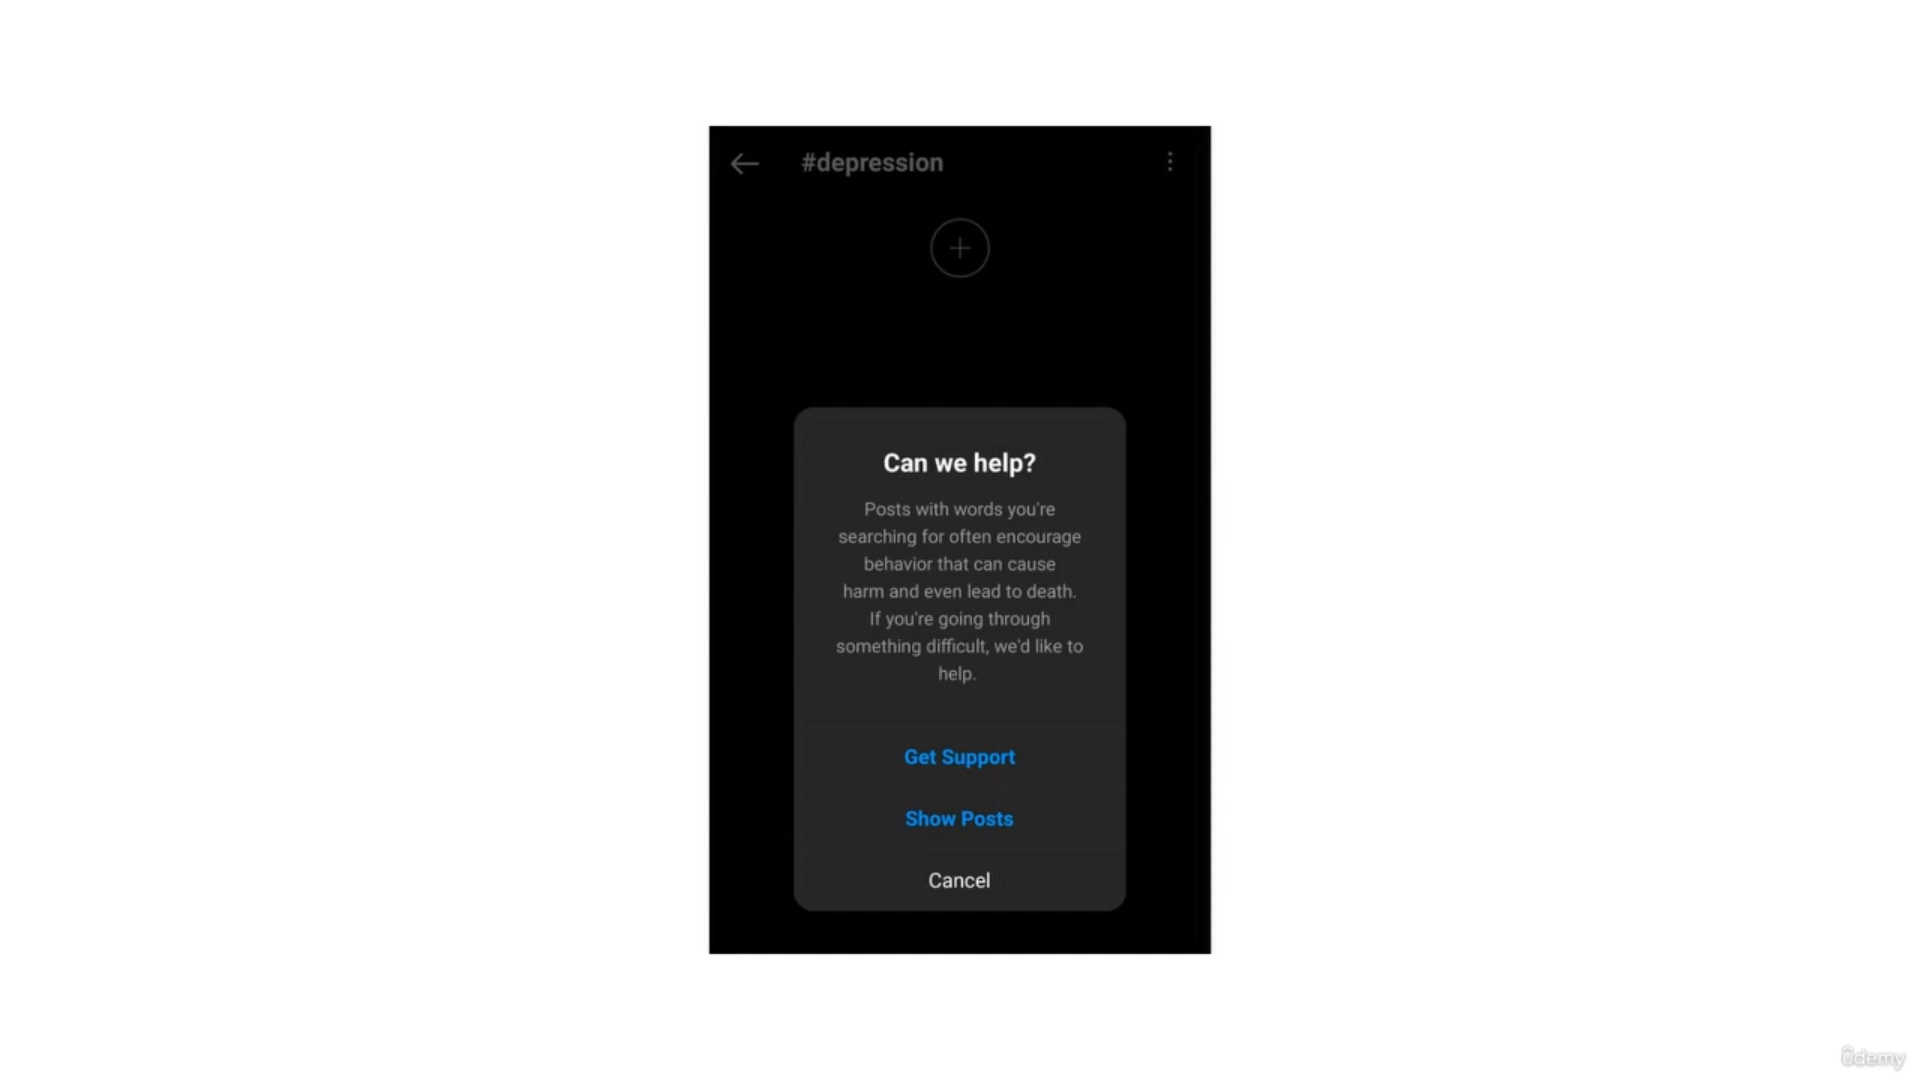 #depression
Can we help?
Posts with words you're
searching for often encourage
behavior that can cause
harm and even lead to death.
If you're going through
something difficult, we'd like to
help.
Get Support
Show Posts
Cancel
ûdemy